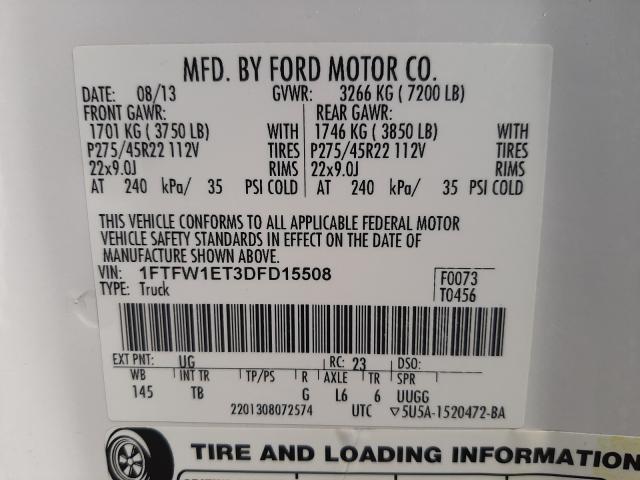 MFD. BY FORD MOTOR CO.
DATE: 08/13 GVWR: 3266 KG ( 7200 LB)
FRONT GAWR: REAR GAWR:
1701 KG ( 3750 LB) WITH 1746 KG ( 3850 LB) WITH
P275/45R22 112V TIRES P275/45R22 112V TIRES
22x9.0J RIMS 22x9.0J RIMS
AT 240 kPa/ 35 PSI COLD AT 240 kPa/ 35 PSI COLD
THIS VEHICLE CONFORMS TO ALL APPLICABLE FEDERAL MOTOR
VEHICLE SAFETY STANDARDS IN EFFECT ON THE DATE OF
MANUFACTURE SHOWN ABOVE.
VIN: 1FTFW1ET3DFD15508 F0073
TYPE: Truck T0456
EXT PNT: UG RC: 23 DSO:
WB INT TR TP/PS R AXLE TR SPR
145 TB G L6 6 UUGG
2201308072574 UTC ▽5U5A-1520472-BA
TIRE AND LOADING INFORMATION